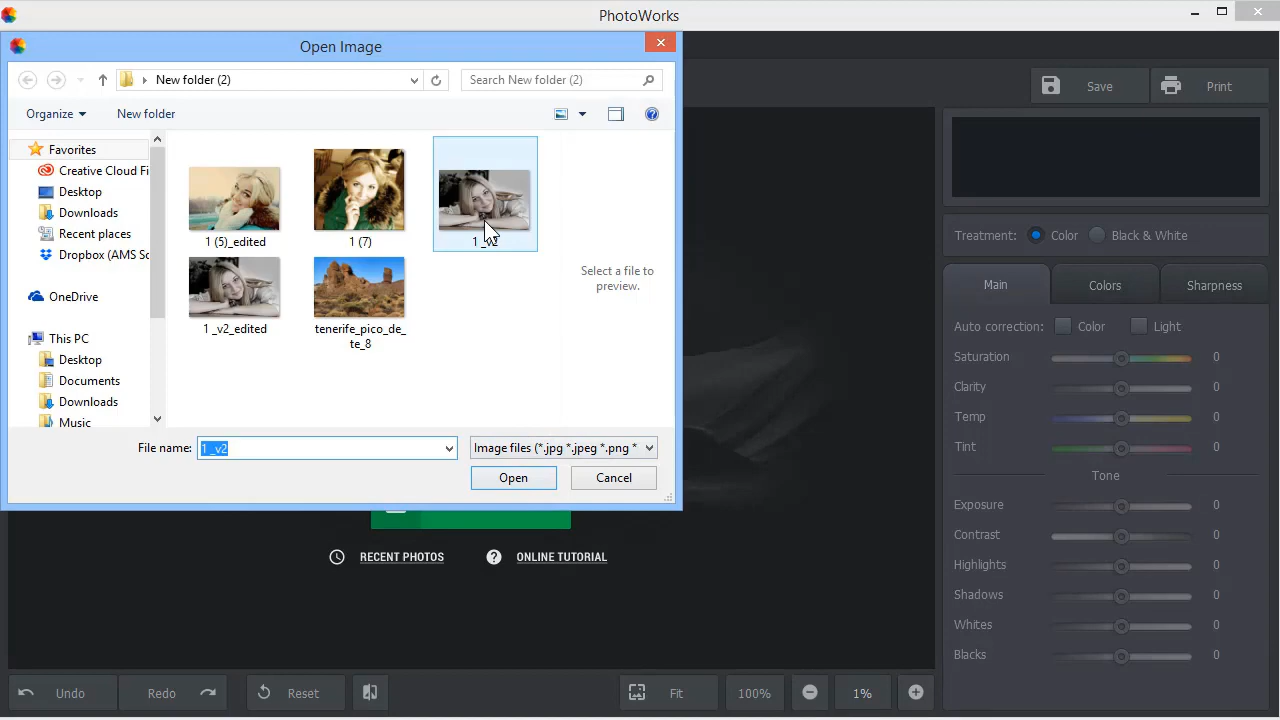 PhotoWorks
Open Image
New folder (2)
Search New folder (2)
Organize
New folder
Favorites
Creative Cloud Fi
Desktop
Downloads
Recent places
Dropbox (AMS Sc
OneDrive
This PC
Desktop
Documents
Downloads
Music
1 (5)_edited
1 (7)
1 _v2
1 _v2_edited
tenerife_pico_de_
te_8
Select a file to
preview.
File name:
1 _v2
Image files (*.jpg *.jpeg *.png *
Open
Cancel
RECENT PHOTOS
ONLINE TUTORIAL
Save
Print
Treatment:
Color
Black & White
Main
Colors
Sharpness
Auto correction:
Color
Light
Saturation 0
Clarity 0
Temp 0
Tint 0
Tone
Exposure 0
Contrast 0
Highlights 0
Shadows 0
Whites 0
Blacks 0
Undo
Redo
Reset
Fit
100%
1%